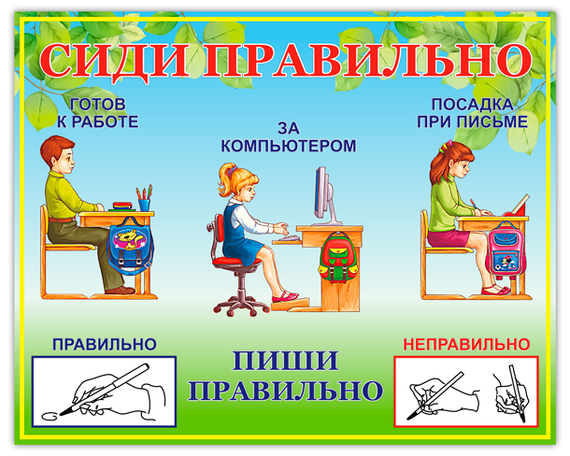 СИДИ ПРАВИЛЬНО
ГОТОВ
К РАБОТЕ
ЗА
КОМПЬЮТЕРОМ
ПОСАДКА
ПРИ ПИСЬМЕ
ПРАВИЛЬНО
ПИШИ
ПРАВИЛЬНО
НЕПРАВИЛЬНО